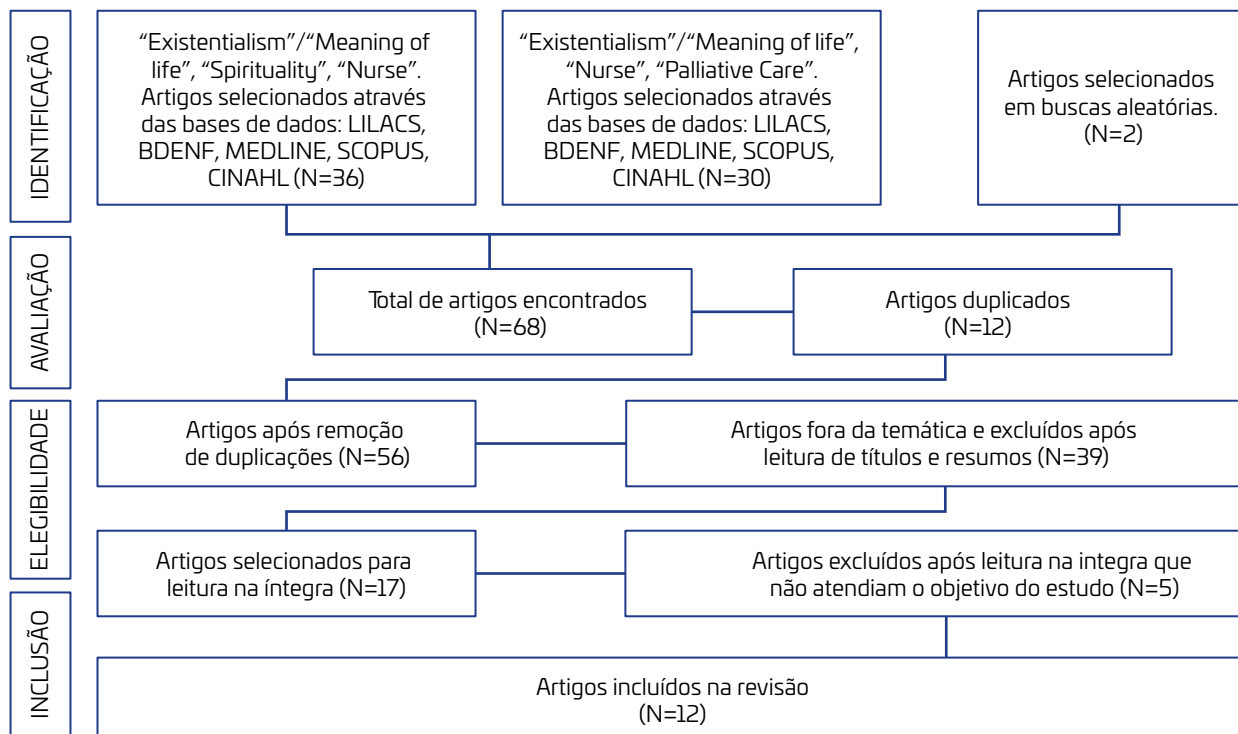 IDENTIFICAÇÃO
“Existentialism”/“Meaning of
life”, “Spirituality”, “Nurse”.
Artigos selecionados através
das bases de dados: LILACS,
BDENF, MEDLINE, SCOPUS,
CINAHL (N=36)
“Existentialism”/“Meaning of life”,
“Nurse”, “Palliative Care”.
Artigos selecionados através
das bases de dados: LILACS,
BDENF, MEDLINE, SCOPUS,
CINAHL (N=30)
Artigos selecionados
em buscas aleatórias.
(N=2)
AVALIAÇÃO
Total de artigos encontrados
(N=68)
Artigos duplicados
(N=12)
ELEGIBILIDADE
Artigos após remoção
de duplicações (N=56)
Artigos fora da temática e excluídos após
leitura de títulos e resumos (N=39)
Artigos selecionados para
leitura na íntegra (N=17)
Artigos excluídos após leitura na integra que
não atendiam o objetivo do estudo (N=5)
INCLUSÃO
Artigos incluídos na revisão
(N=12)